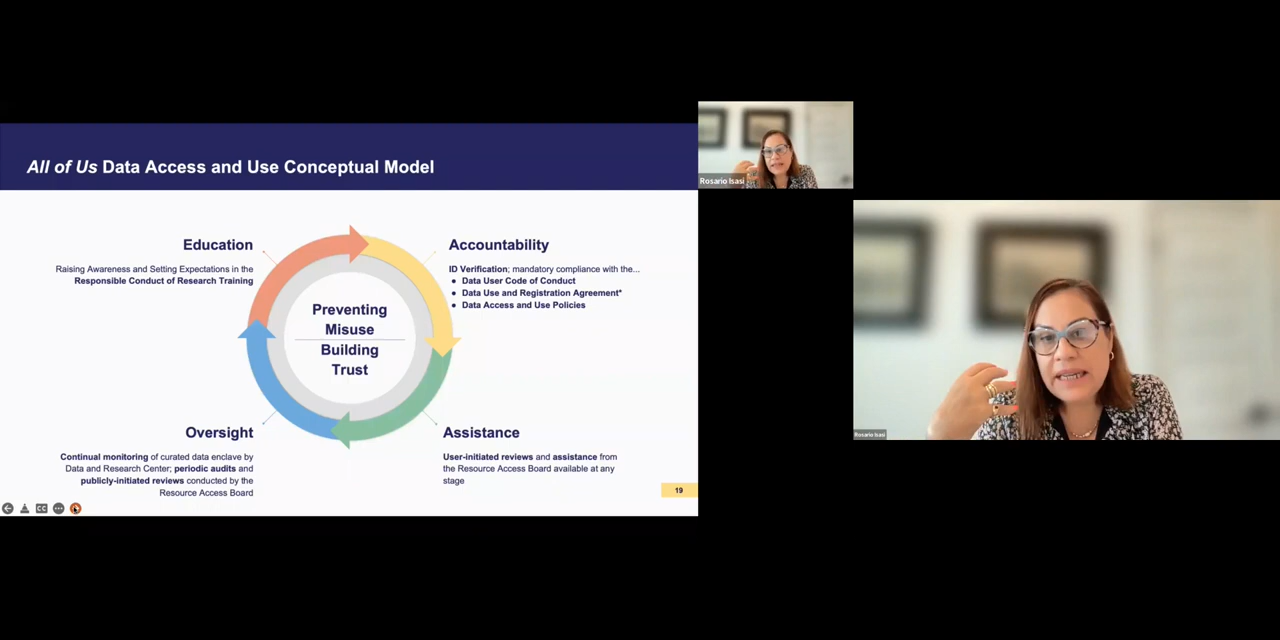 All of Us Data Access and Use Conceptual Model
Education
Raising Awareness and Setting Expectations in the
Responsible Conduct of Research Training
Accountability
ID Verification; mandatory compliance with the...
● Data User Code of Conduct
● Data Use and Registration Agreement*
● Data Access and Use Policies
Preventing
Misuse
Building
Trust
Oversight
Continual monitoring of curated data enclave by
Data and Research Center; periodic audits and
publicly-initiated reviews conducted by the
Resource Access Board
Assistance
User-initiated reviews and assistance from
the Resource Access Board available at any
stage
19
CC
Rosario Isasi
Rosario Isasi